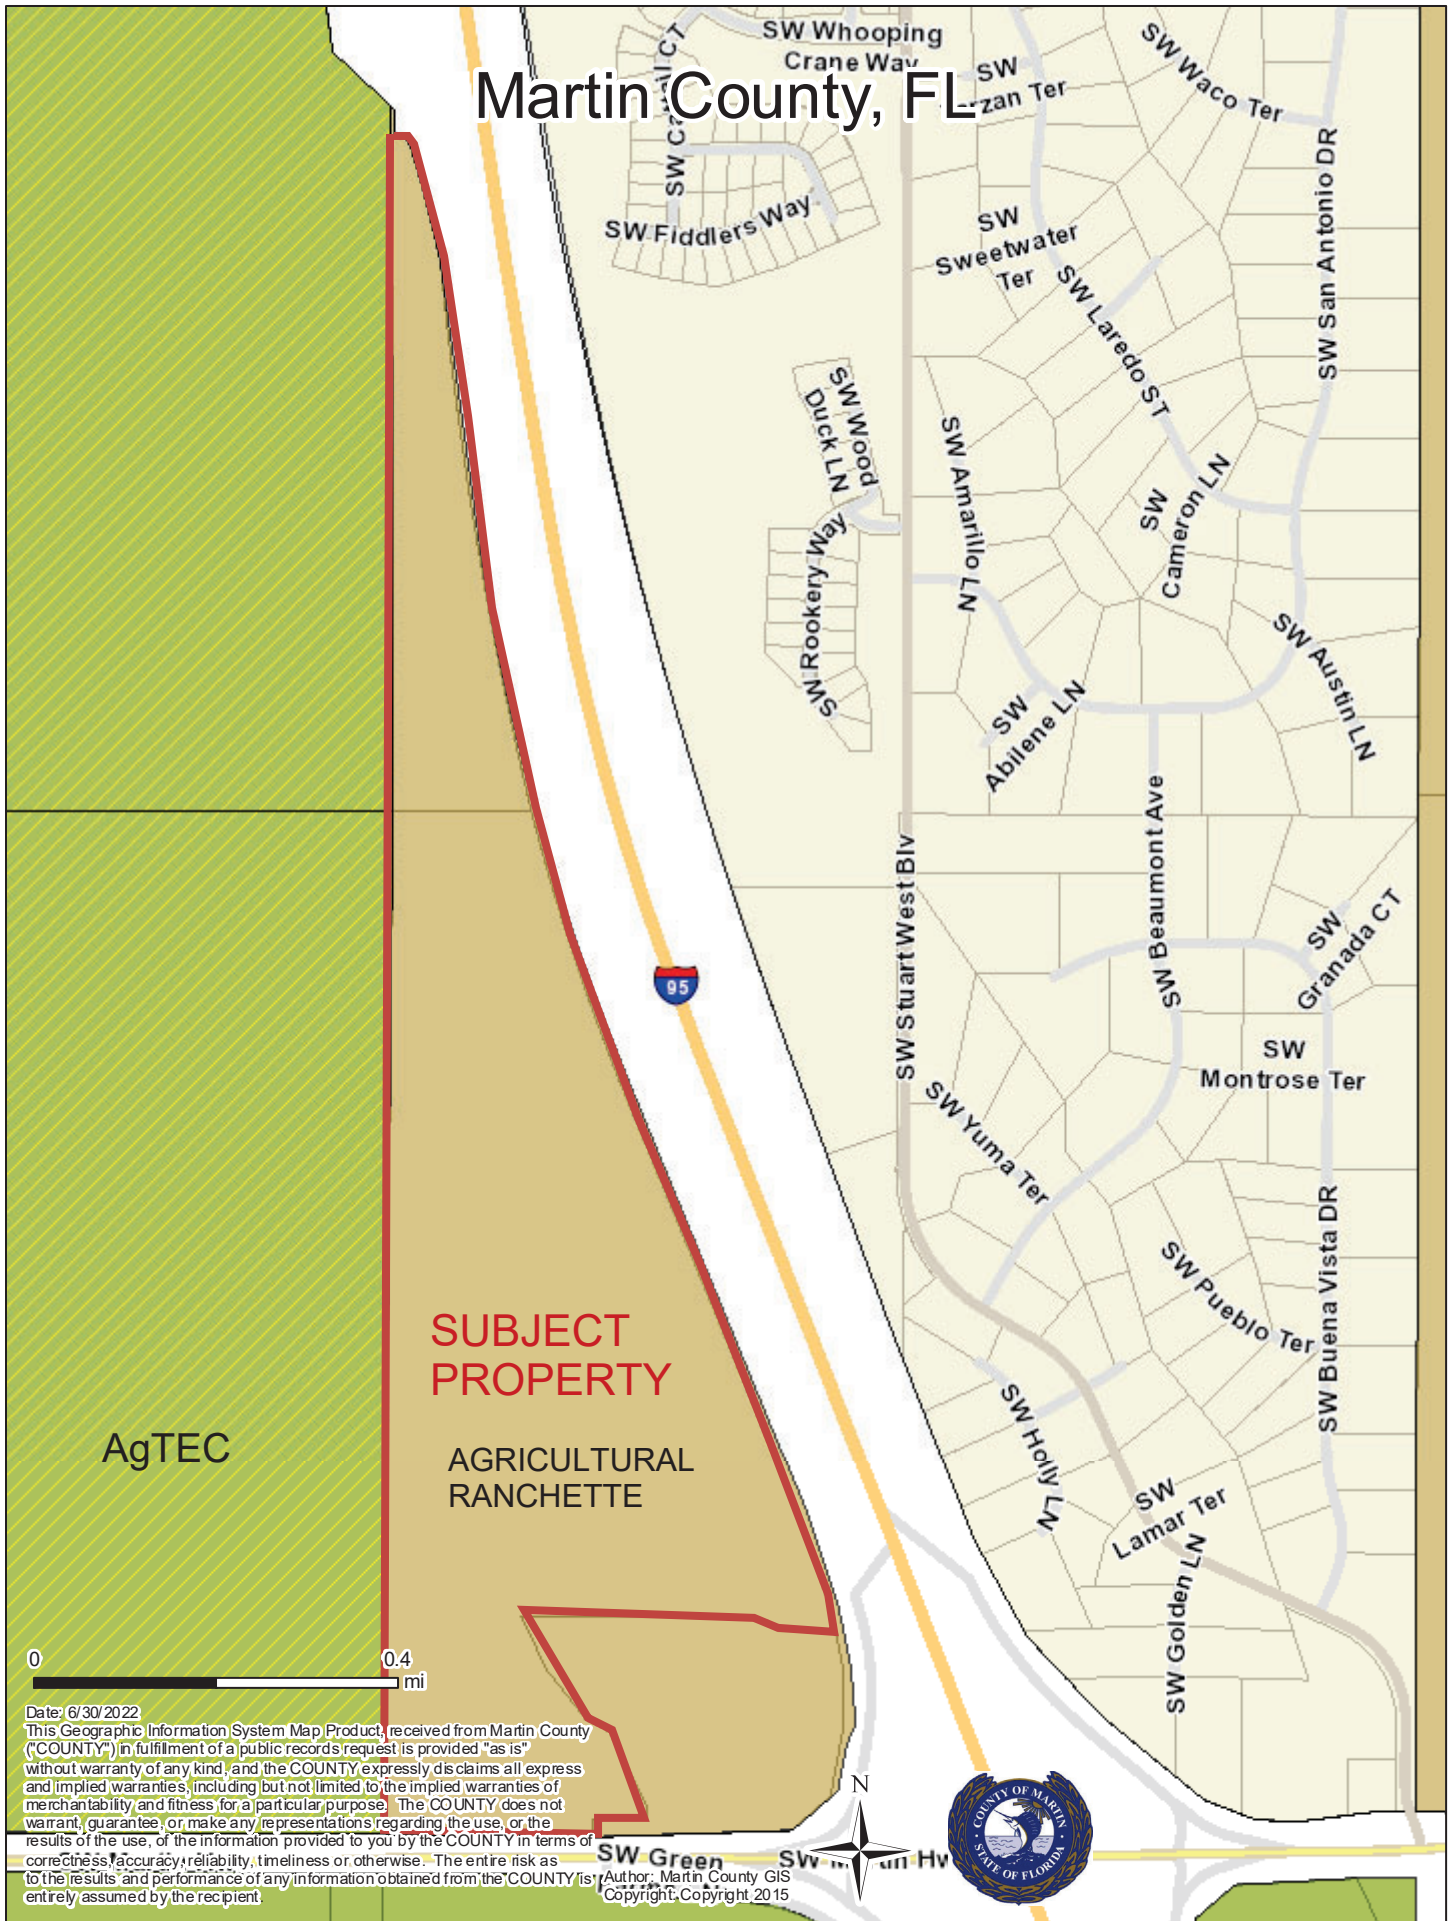 SW Whooping
Crane Way
Martin County, FL
SW
Ter
SW Waco Ter
SW
SW San Antonio DR
SW Fiddlers Way
SW
Sweetwater
Ter
SW Laredo ST
SW Wood
Duck LN
SW Amarillo LN
SW
Cameron LN
SW Rookery Way
SW Austin LN
SW
Abilene LN
SW Stuart West Blv
SW Beaumont Ave
SW
Granada CT
95
SW
Montrose Ter
SW Yuma Ter
SW Buena Vista DR
SW Pueblo Ter
SUBJECT
PROPERTY
AgTEC
AGRICULTURAL
RANCHETTE
SW Holly LN
SW
Lamar Ter
SW Golden LN
0
0.4
mi
Date: 6/30/2022
This Geographic Information System Map Product, received from Martin County
("COUNTY") in fulfillment of a public records request is provided "as is"
without warranty of any kind, and the COUNTY expressly disclaims all express
and implied warranties, including but not limited to the implied warranties of
merchantability and fitness for a particular purpose. The COUNTY does not
warrant, guarantee, or make any representations regarding the use, or the
results of the use, of the information provided to you by the COUNTY in terms of
correctness, accuracy, reliability, timeliness or otherwise. The entire risk as
to the results and performance of any information obtained from the COUNTY is
entirely assumed by the recipient.
N
COUNTY OF MARTIN
STATE OF FLORIDA
SW Green
SW Martin Hw
Author: Martin County GIS
Copyright: Copyright 2015